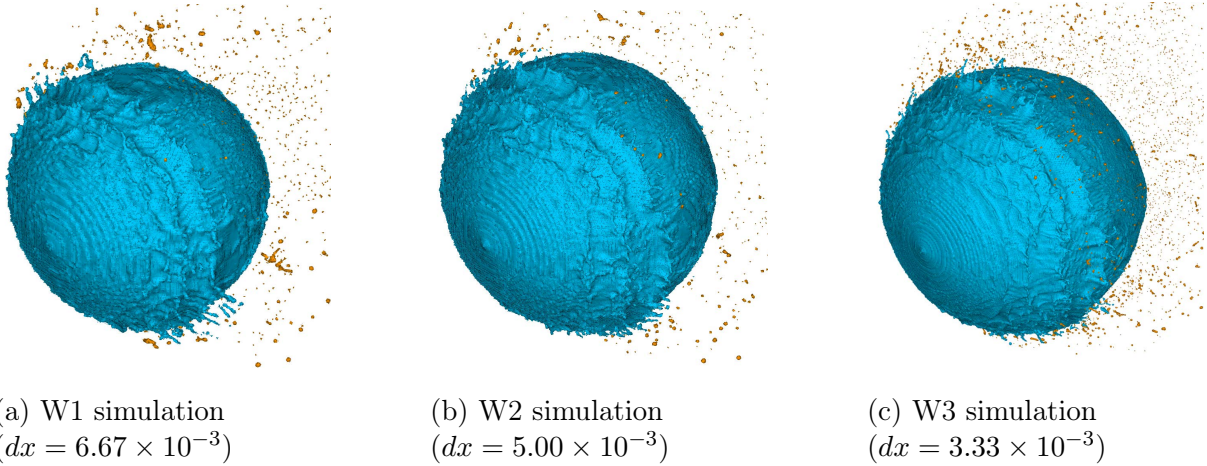 (a) W1 simulation
(dx = 6.67 × 10⁻³)
(b) W2 simulation
(dx = 5.00 × 10⁻³)
(c) W3 simulation
(dx = 3.33 × 10⁻³)